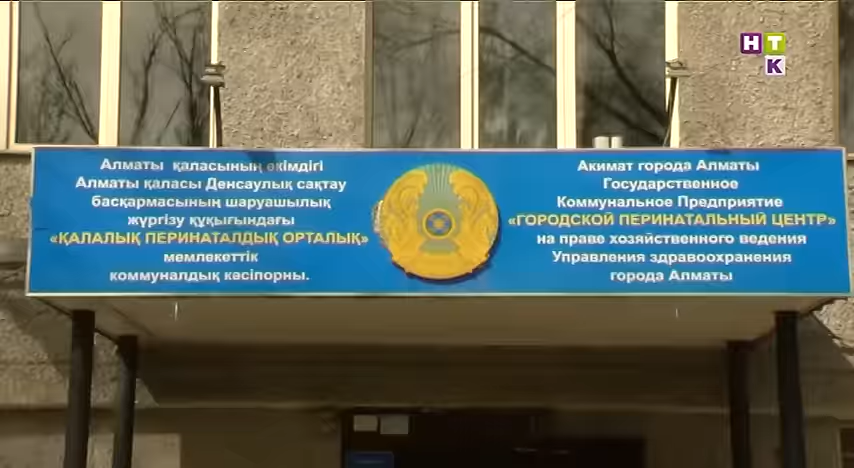 НТК
Алматы қаласының әкімдігі
Алматы қаласы Денсаулық сақтау
басқармасының шаруашылық
жүргізу құқығындағы
«ҚАЛАЛЫҚ ПЕРИНАТАЛДЫҚ ОРТАЛЫҚ»
мемлекеттік
коммуналдық кәсіпорны.
Акимат города Алматы
Государственное
Коммунальное Предприятие
«ГОРОДСКОЙ ПЕРИНАТАЛЬНЫЙ ЦЕНТР»
на праве хозяйственного ведения
Управления здравоохранения
города Алматы